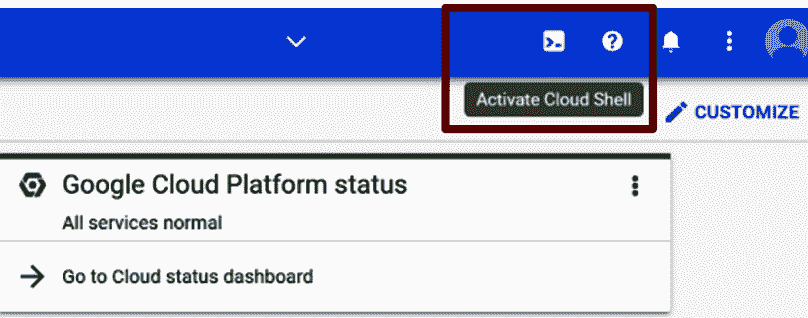 Activate Cloud Shell
CUSTOMIZE
Google Cloud Platform status
All services normal
Go to Cloud status dashboard